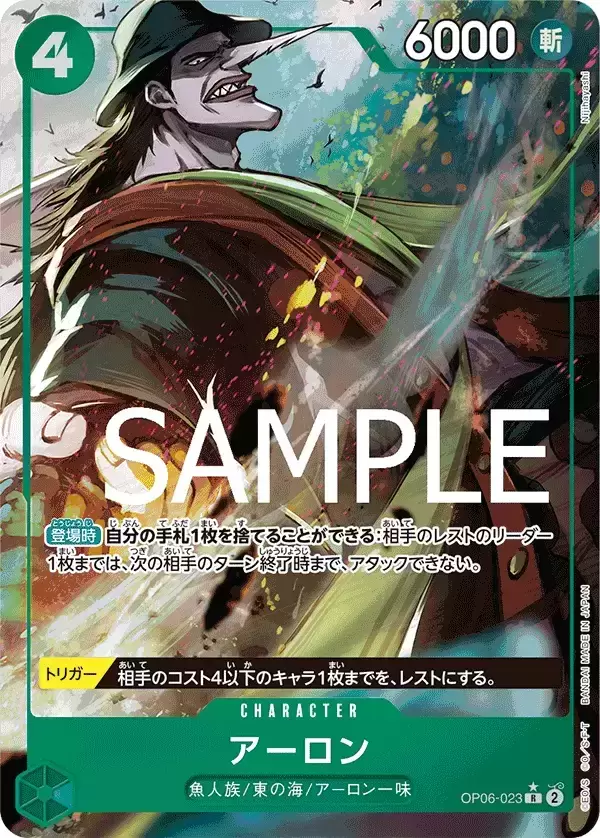 4
6000 斬
Nijihayashi
SAMPLE
登場時 自分の手札1枚を捨てることができる:相手のレストのリーダー
1枚までは、次の相手のターン終了時まで、アタックできない。
トリガー 相手のコスト4以下のキャラ1枚までを、レストにする。
CHARACTER
アーロン
魚人族/東の海/アーロン一味
OP06-023 R 2
©EO/S ©O/S·F·T BANDAI MADE IN JAPAN